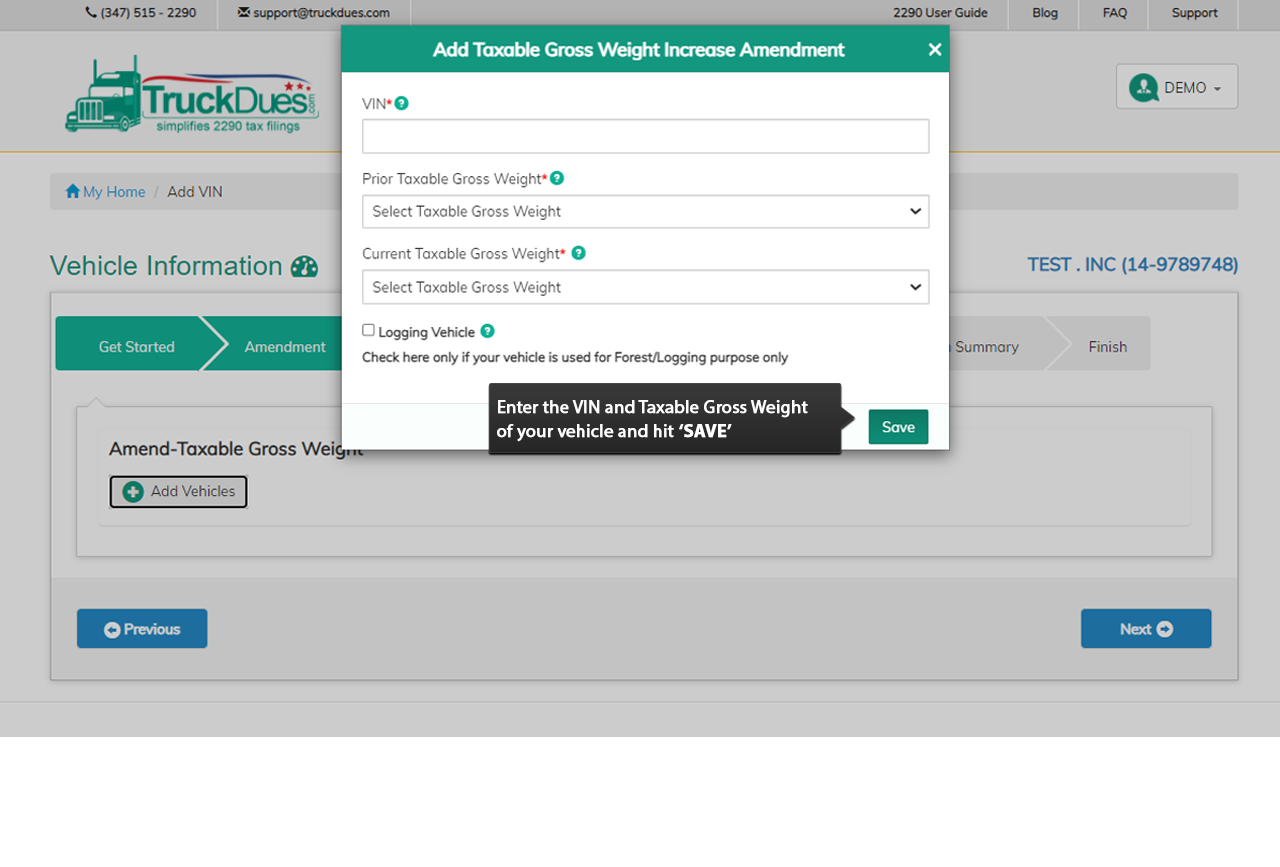 (347) 515 - 2290
support@truckdues.com
2290 User Guide
Blog
FAQ
Support
Add Taxable Gross Weight Increase Amendment
TruckDues.com
simplifies 2290 tax filings
DEMO
VIN*
Prior Taxable Gross Weight*
Select Taxable Gross Weight
Current Taxable Gross Weight*
Select Taxable Gross Weight
Logging Vehicle
Check here only if your vehicle is used for Forest/Logging purpose only
Enter the VIN and Taxable Gross Weight
of your vehicle and hit ‘SAVE’
Save
My Home / Add VIN
Vehicle Information
TEST . INC (14-9789748)
Get Started
Amendment
Summary
Finish
Amend-Taxable Gross Weight
Add Vehicles
Previous
Next